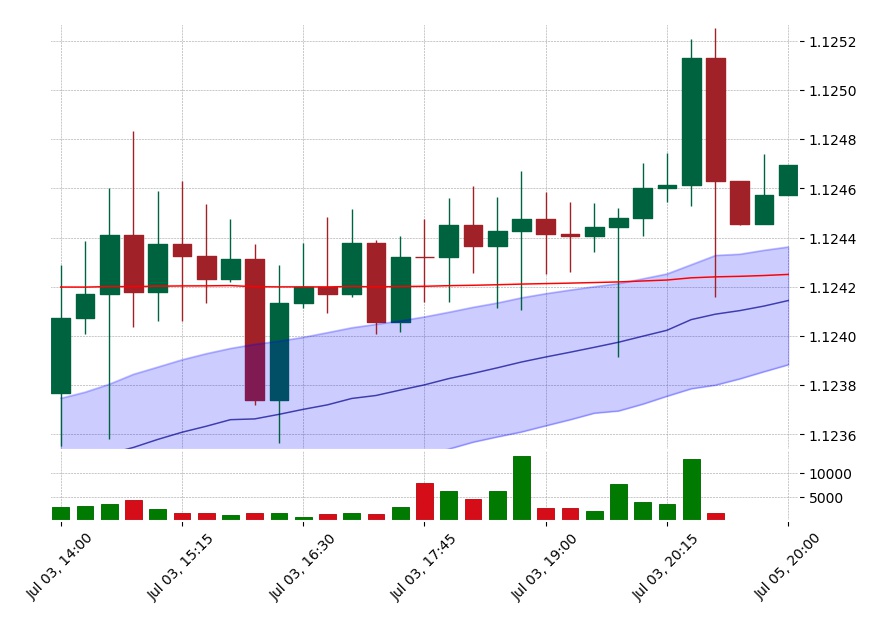 1.1252
1.1250
1.1248
1.1246
1.1244
1.1242
1.1240
1.1238
1.1236
10000
5000
Jul 03, 14:00
Jul 03, 15:15
Jul 03, 16:30
Jul 03, 17:45
Jul 03, 19:00
Jul 03, 20:15
Jul 05, 20:00